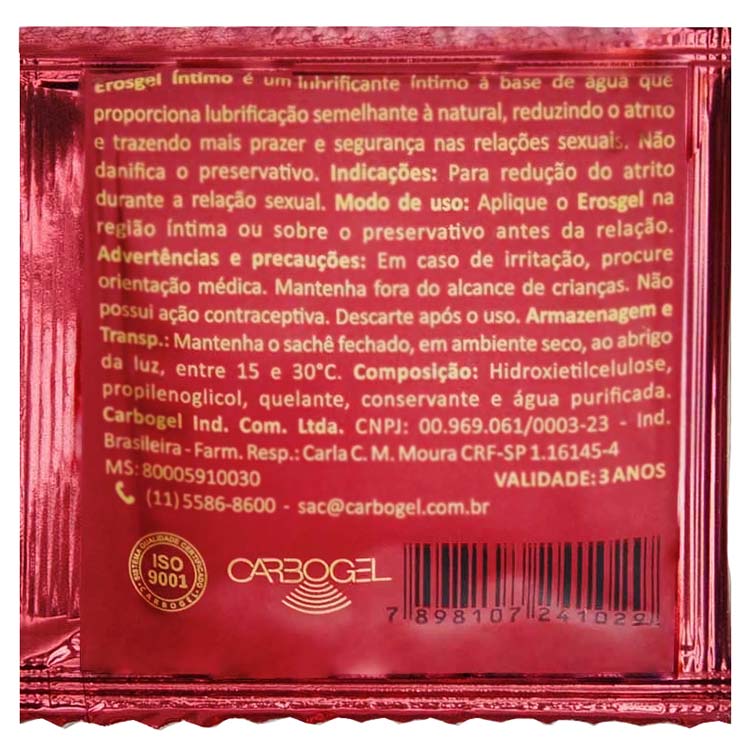 Erosgel Íntimo é um lubrificante íntimo à base de água que
proporciona lubrificação semelhante à natural, reduzindo o atrito
e trazendo mais prazer e segurança nas relações sexuais. Não
danifica o preservativo. Indicações: Para redução do atrito
durante a relação sexual. Modo de uso: Aplique o Erosgel na
região íntima ou sobre o preservativo antes da relação.
Advertências e precauções: Em caso de irritação, procure
orientação médica. Mantenha fora do alcance de crianças. Não
possui ação contraceptiva. Descarte após o uso. Armazenagem e
Transp.: Mantenha o sachê fechado, em ambiente seco, ao abrigo
da luz, entre 15 e 30°C. Composição: Hidroxietilcelulose,
propilenoglicol, quelante, conservante e água purificada.
Carbogel Ind. Com. Ltda. CNPJ: 00.969.061/0003-23 - Ind.
Brasileira - Farm. Resp.: Carla C. M. Moura CRF-SP 1.16145-4
MS: 80005910030 VALIDADE: 3 ANOS
(11) 5586-8600 - sac@carbogel.com.br
SISTEMA QUALIDADE CERTIFICADO
ISO
9001
CARBOGEL
CARBOGEL
7 898107 241029